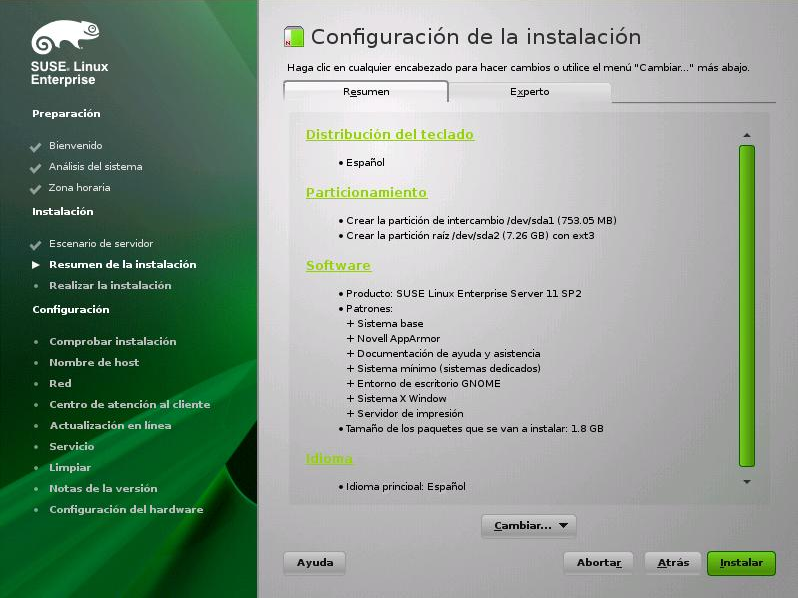 SUSE. Linux
Enterprise
Preparación
Bienvenido
Análisis del sistema
Zona horaria
Instalación
Escenario de servidor
Resumen de la instalación
Realizar la instalación
Configuración
Comprobar instalación
Nombre de host
Red
Centro de atención al cliente
Actualización en línea
Servicio
Limpiar
Notas de la versión
Configuración del hardware
Configuración de la instalación
Haga clic en cualquier encabezado para hacer cambios o utilice el menú "Cambiar..." más abajo.
Resumen Experto
Distribución del teclado
• Español
Particionamiento
• Crear la partición de intercambio /dev/sda1 (753.05 MB)
• Crear la partición raíz /dev/sda2 (7.26 GB) con ext3
Software
• Producto: SUSE Linux Enterprise Server 11 SP2
• Patrones:
+ Sistema base
+ Novell AppArmor
+ Documentación de ayuda y asistencia
+ Sistema mínimo (sistemas dedicados)
+ Entorno de escritorio GNOME
+ Sistema X Window
+ Servidor de impresión
• Tamaño de los paquetes que se van a instalar: 1.8 GB
Idioma
• Idioma principal: Español
Cambiar...
Ayuda Abortar Atrás Instalar